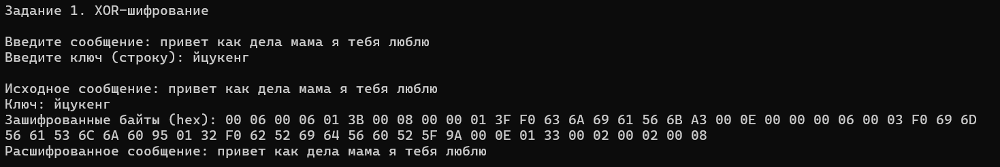 Задание 1. XOR-шифрование
Введите сообщение: привет как дела мама я тебя люблю
Введите ключ (строку): йцукенг
Исходное сообщение: привет как дела мама я тебя люблю
Ключ: йцукенг
Зашифрованные байты (hex): 00 06 00 06 01 3B 00 08 00 00 01 3F F0 63 6A 69 61 56 6B A3 00 0E 00 00 00 06 00 03 F0 69 6D
56 61 53 6C 6A 60 95 01 32 F0 62 52 69 64 56 60 52 5F 9A 00 0E 01 33 00 02 00 02 00 08
Расшифрованное сообщение: привет как дела мама я тебя люблю